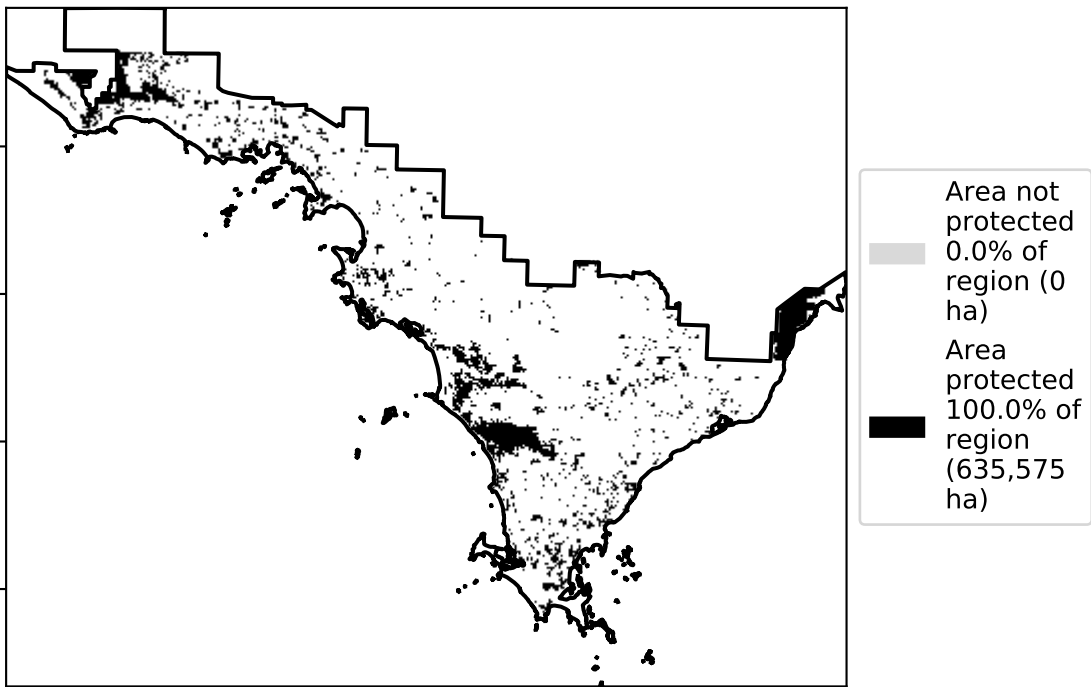 Area not
protected
0.0% of
region (0
ha)
Area
protected
100.0% of
region
(635,575
ha)